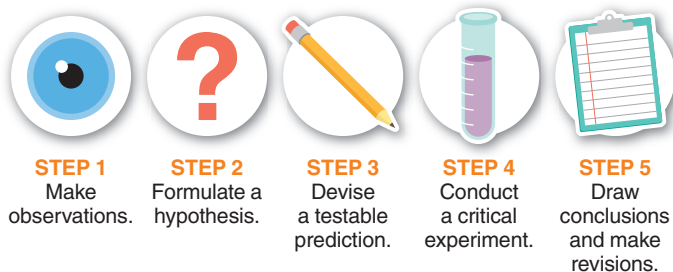 STEP 1
Make
observations.
STEP 2
Formulate a
hypothesis.
STEP 3
Devise
a testable
prediction.
STEP 4
Conduct
a critical
experiment.
STEP 5
Draw
conclusions
and make
revisions.